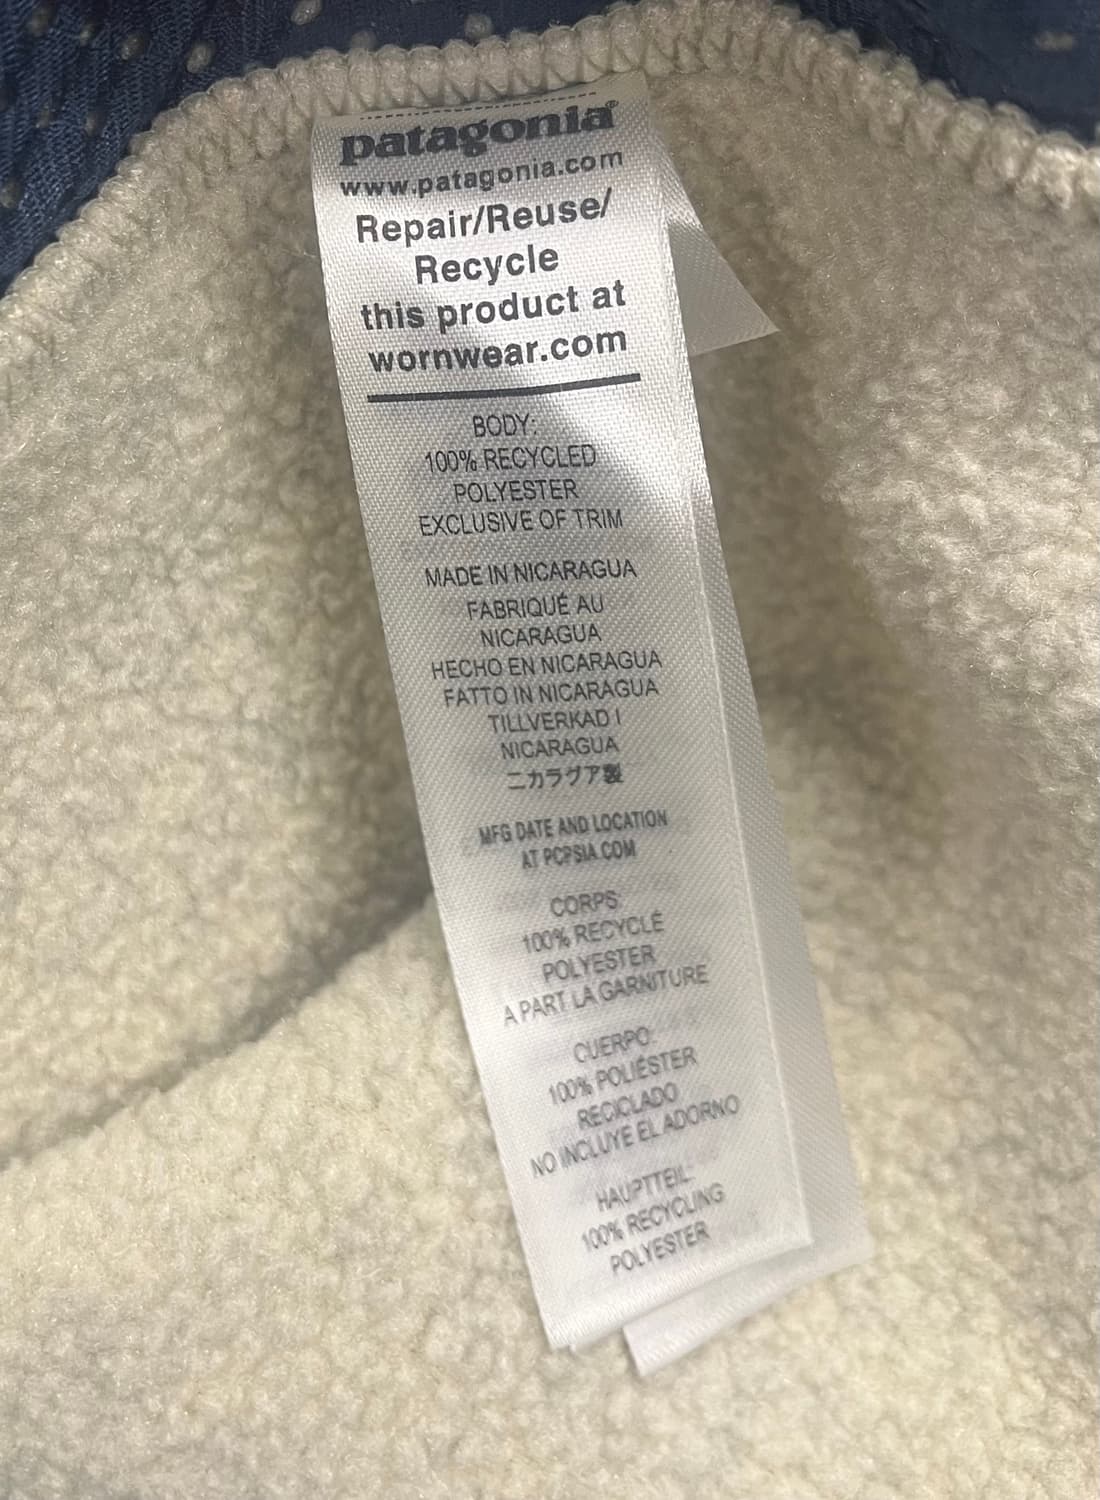 patagonia®
www.patagonia.com
Repair/Reuse/
Recycle
this product at
wornwear.com
BODY:
100% RECYCLED
POLYESTER
EXCLUSIVE OF TRIM
MADE IN NICARAGUA
FABRIQUÉ AU
NICARAGUA
HECHO EN NICARAGUA
FATTO IN NICARAGUA
TILLVERKAD I
NICARAGUA
ニカラグア製
MFG DATE AND LOCATION
AT PCPSIA.COM
CORPS:
100% RECYCLÉ
POLYESTER
A PART LA GARNITURE
CUERPO:
100% POLIÉSTER
RECICLADO
NO INCLUYE EL ADORNO
HAUPTTEIL:
100% RECYCLING
POLYESTER